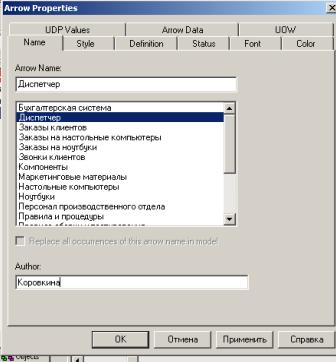 Arrow Properties
UDP Values
Arrow Data
UOW
Name
Style
Definition
Status
Font
Color
Arrow Name:
Диспетчер
Бухгалтерская система
Диспетчер
Заказы клиентов
Заказы на настольные компьютеры
Заказы на ноутбуки
Звонки клиентов
Компоненты
Маркетинговые материалы
Настольные компьютеры
Ноутбуки
Персонал производственного отдела
Правила и процедуры
Replace all occurrences of this arrow name in model
Author:
Коровкина
OK
Отмена
Применить
Справка
Objects